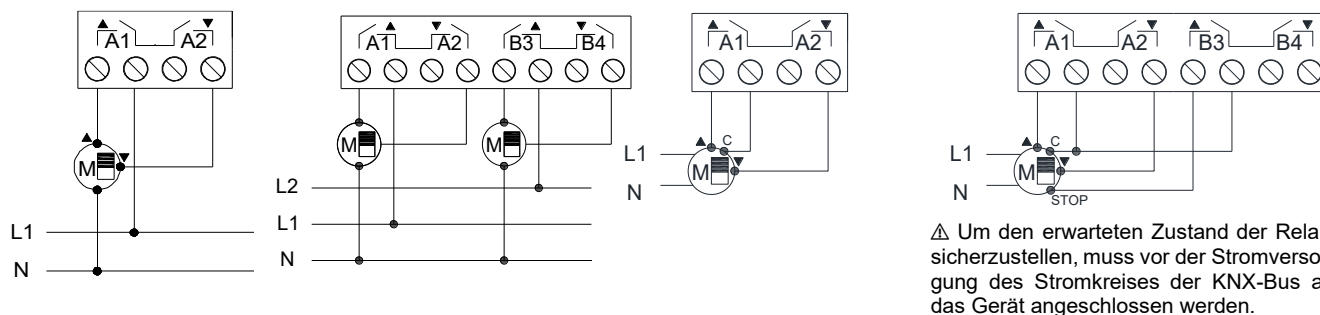 A1 A2
M
L1
N
A1 A2 B3 B4
M M
L2
L1
N
A1 A2
C
L1
M
N
A1 A2 B3 B4
C
L1
M
N
STOP
⚠ Um den erwarteten Zustand der Rela
sicherzustellen, muss vor der Stromverso
gung des Stromkreises der KNX-Bus a
das Gerät angeschlossen werden.